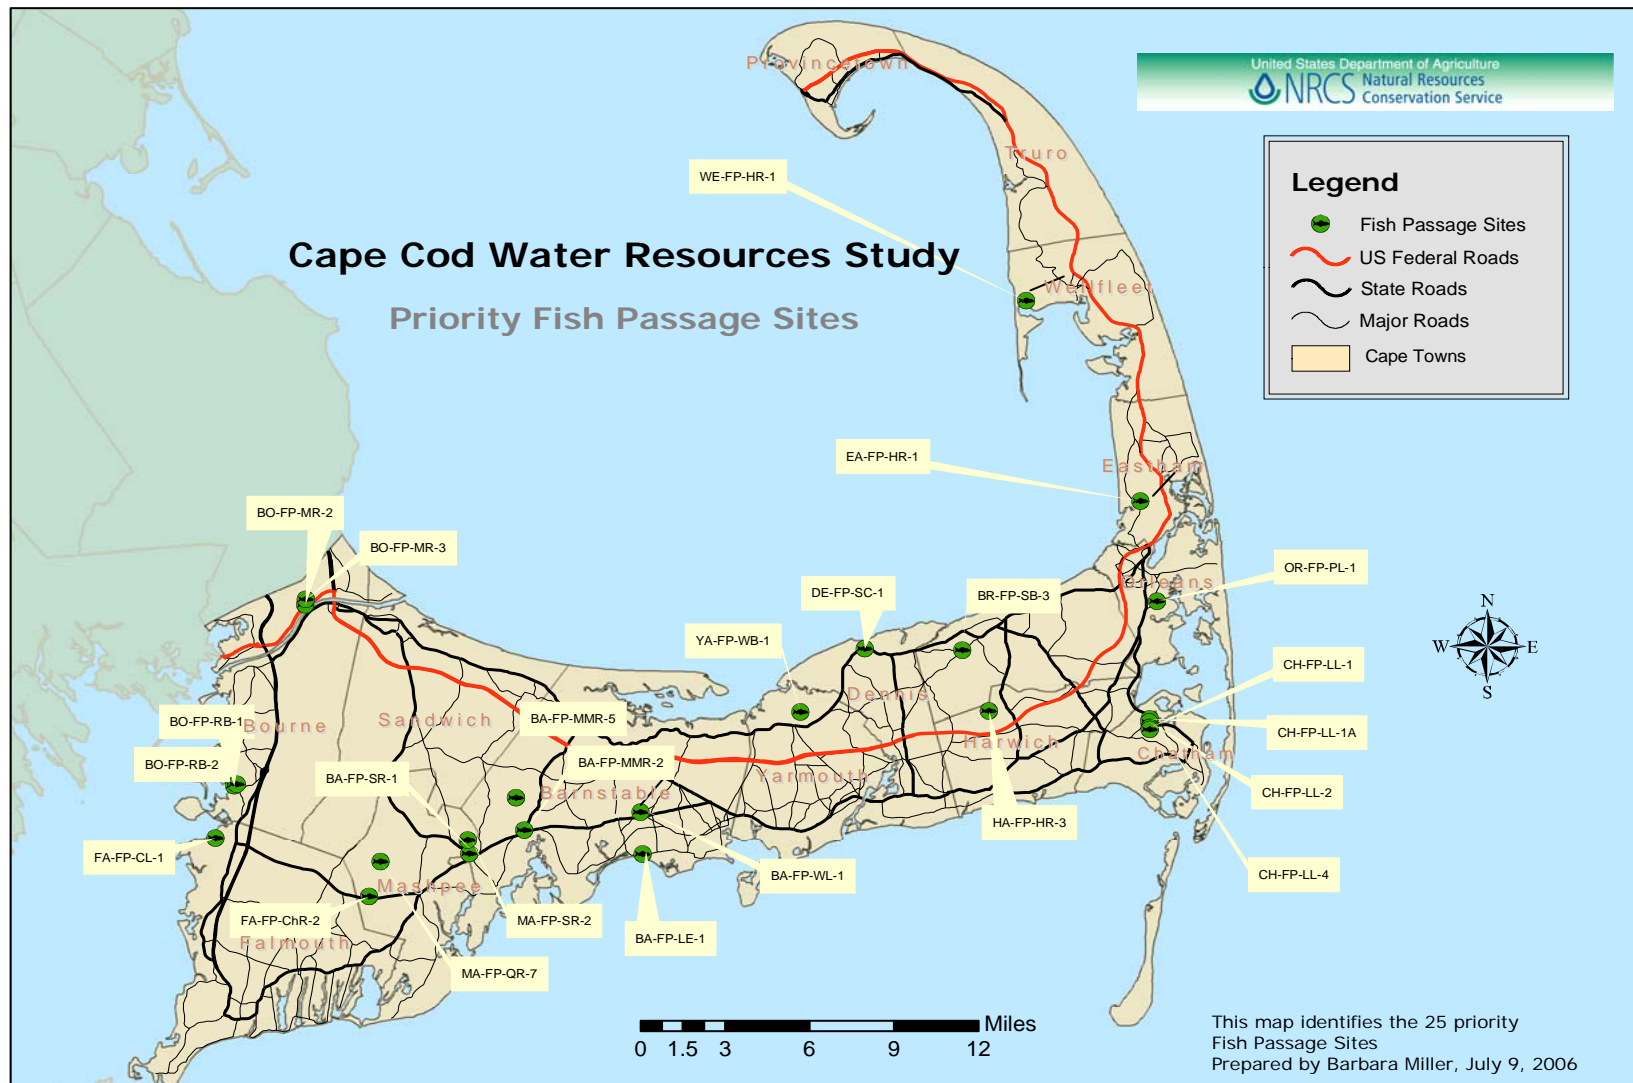 Provincetown
United States Department of Agriculture
NRCS Natural Resources
Conservation Service
Truro
WE-FP-HR-1
Legend
Fish Passage Sites
US Federal Roads
State Roads
Major Roads
Cape Towns
Cape Cod Water Resources Study
Priority Fish Passage Sites
Wellfleet
EA-FP-HR-1
Eastham
BO-FP-MR-2
BO-FP-MR-3
OR-FP-PL-1
Orleans
DE-FP-SC-1
BR-FP-SB-3
YA-FP-WB-1
N
W
E
S
CH-FP-LL-1
Dennis
BO-FP-RB-1
Bourne
Sandwich
BA-FP-MMR-5
CH-FP-LL-1A
Harwich
Chatham
BO-FP-RB-2
BA-FP-SR-1
BA-FP-MMR-2
Yarmouth
Barnstable
CH-FP-LL-2
HA-FP-HR-3
FA-FP-CL-1
BA-FP-WL-1
CH-FP-LL-4
Mashpee
FA-FP-ChR-2
MA-FP-SR-2
BA-FP-LE-1
Falmouth
MA-FP-QR-7
Miles
0 1.5 3 6 9 12
This map identifies the 25 priority
Fish Passage Sites
Prepared by Barbara Miller, July 9, 2006